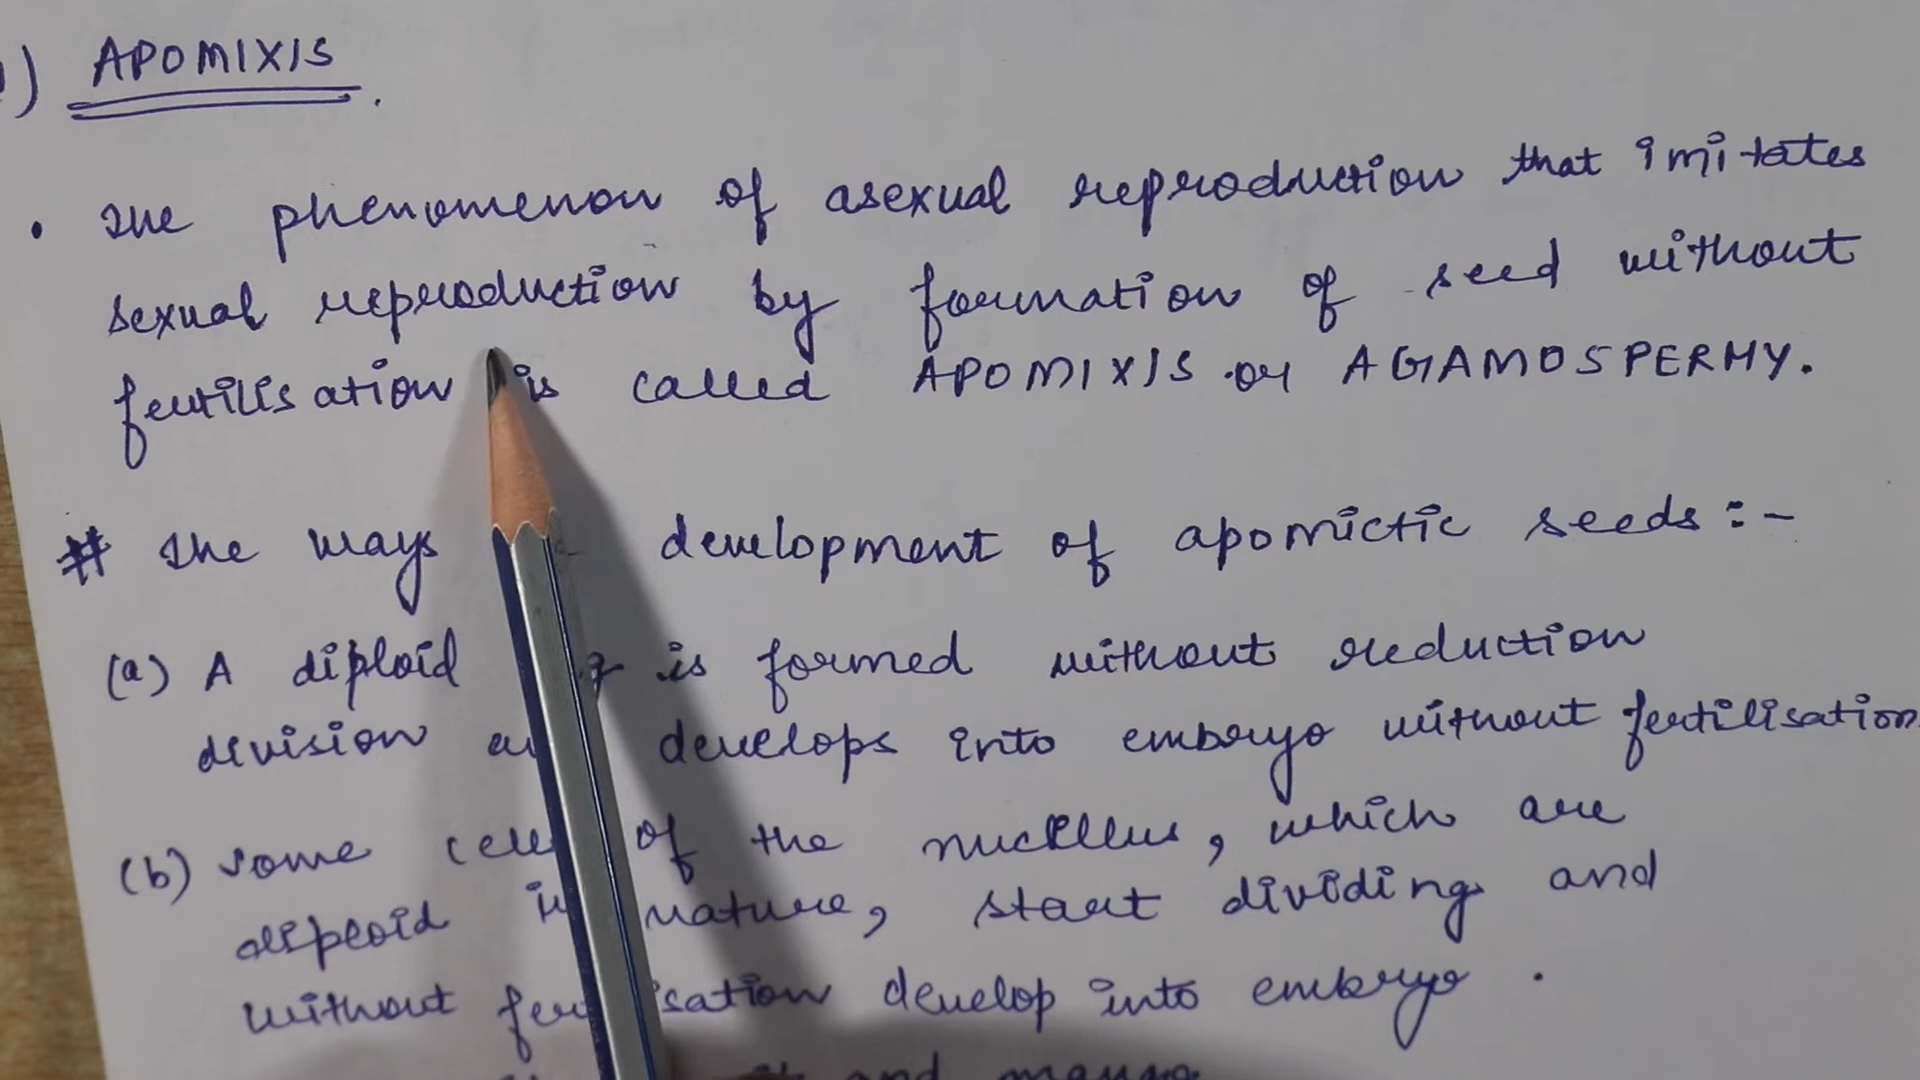 ) APOMIXIS.
• The phenomenon of asexual reproduction that imitates
sexual reproduction by formation of seed without
fertilisation is called APOMIXIS or AGAMOSPERMY.
# The ways development of apomictic seeds :-
(a) A diploid is formed without reduction
division develops into embryo without fertilisation
(b) some of the nucellus, which are
diploid nature, start dividing and
without develop into embryo.
and mango